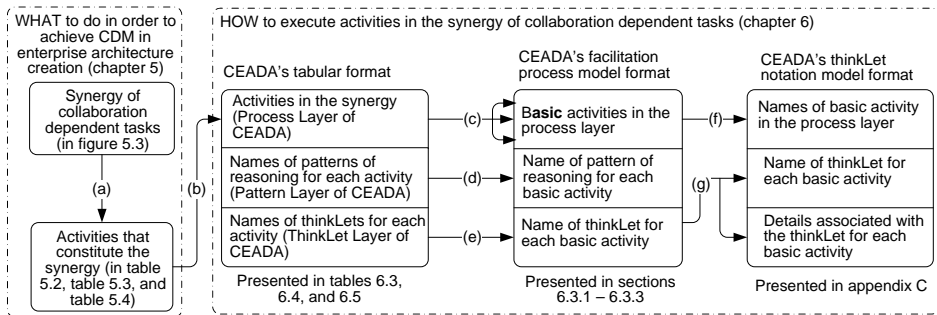 WHAT to do in order to
achieve CDM in
enterprise architecture
creation (chapter 5)
Synergy of
collaboration
dependent tasks
(in figure 5.3)
(a)
Activities that
constitute the
synergy (in table
5.2, table 5.3, and
table 5.4)
(b)
HOW to execute activities in the synergy of collaboration dependent tasks (chapter 6)
CEADA's tabular format
Activities in the synergy
(Process Layer of
CEADA)
Names of patterns of
reasoning for each activity
(Pattern Layer of CEADA)
Names of thinkLets for each
activity (ThinkLet Layer of
CEADA)
Presented in tables 6.3,
6.4, and 6.5
(c)
(d)
(e)
CEADA's facilitation
process model format
Basic activities in the
process layer
Name of pattern of
reasoning for each
basic activity
Name of thinkLet for
each basic activity
Presented in sections
6.3.1 – 6.3.3
(f)
(g)
CEADA's thinkLet
notation model format
Names of basic activity
in the process layer
Name of thinkLet for
each basic activity
Details associated with
the thinkLet for each
basic activity
Presented in appendix C